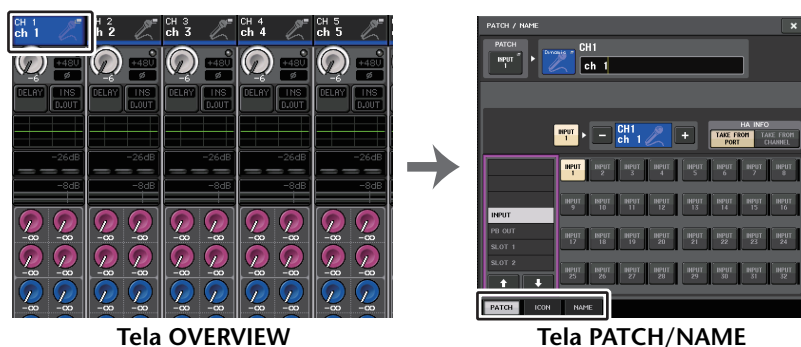 CH 1 CH 2 CH 3 CH 4 CH 5
ch 1 ch 2 ch 3 ch 4 ch 5
+48V +48V +48V +48V +48V
-6 Ø -6 Ø -6 Ø -6 Ø -6 Ø
DELAY INS DELAY INS DELAY INS DELAY INS DELAY INS
D.OUT D.OUT D.OUT D.OUT D.OUT
-26dB -26dB -26dB -26dB -26dB
-8dB -8dB -8dB -8dB -8dB
-∞ -∞ -∞ -∞ -∞ -∞ -∞ -∞ -∞ -∞
-∞ -∞ -∞ -∞ -∞ -∞ -∞ -∞ -∞ -∞
-∞ -∞ -∞ -∞ -∞ -∞ -∞ -∞ -∞ -∞
Tela OVERVIEW
PATCH / NAME
PATCH
INPUT
1
Dynamic
CH1
ch 1
INPUT
1
CH1
ch 1
HA INFO
TAKE FROM PORT
TAKE FROM CHANNEL
INPUT 1 INPUT 2 INPUT 3 INPUT 4 INPUT 5 INPUT 6 INPUT 7 INPUT 8
INPUT 9 INPUT 10 INPUT 11 INPUT 12 INPUT 13 INPUT 14 INPUT 15 INPUT 16
INPUT 17 INPUT 18 INPUT 19 INPUT 20 INPUT 21 INPUT 22 INPUT 23 INPUT 24
INPUT 25 INPUT 26 INPUT 27 INPUT 28 INPUT 29 INPUT 30 INPUT 31 INPUT 32
INPUT
PB OUT
SLOT 1
SLOT 2
PATCH ICON NAME
Tela PATCH/NAME